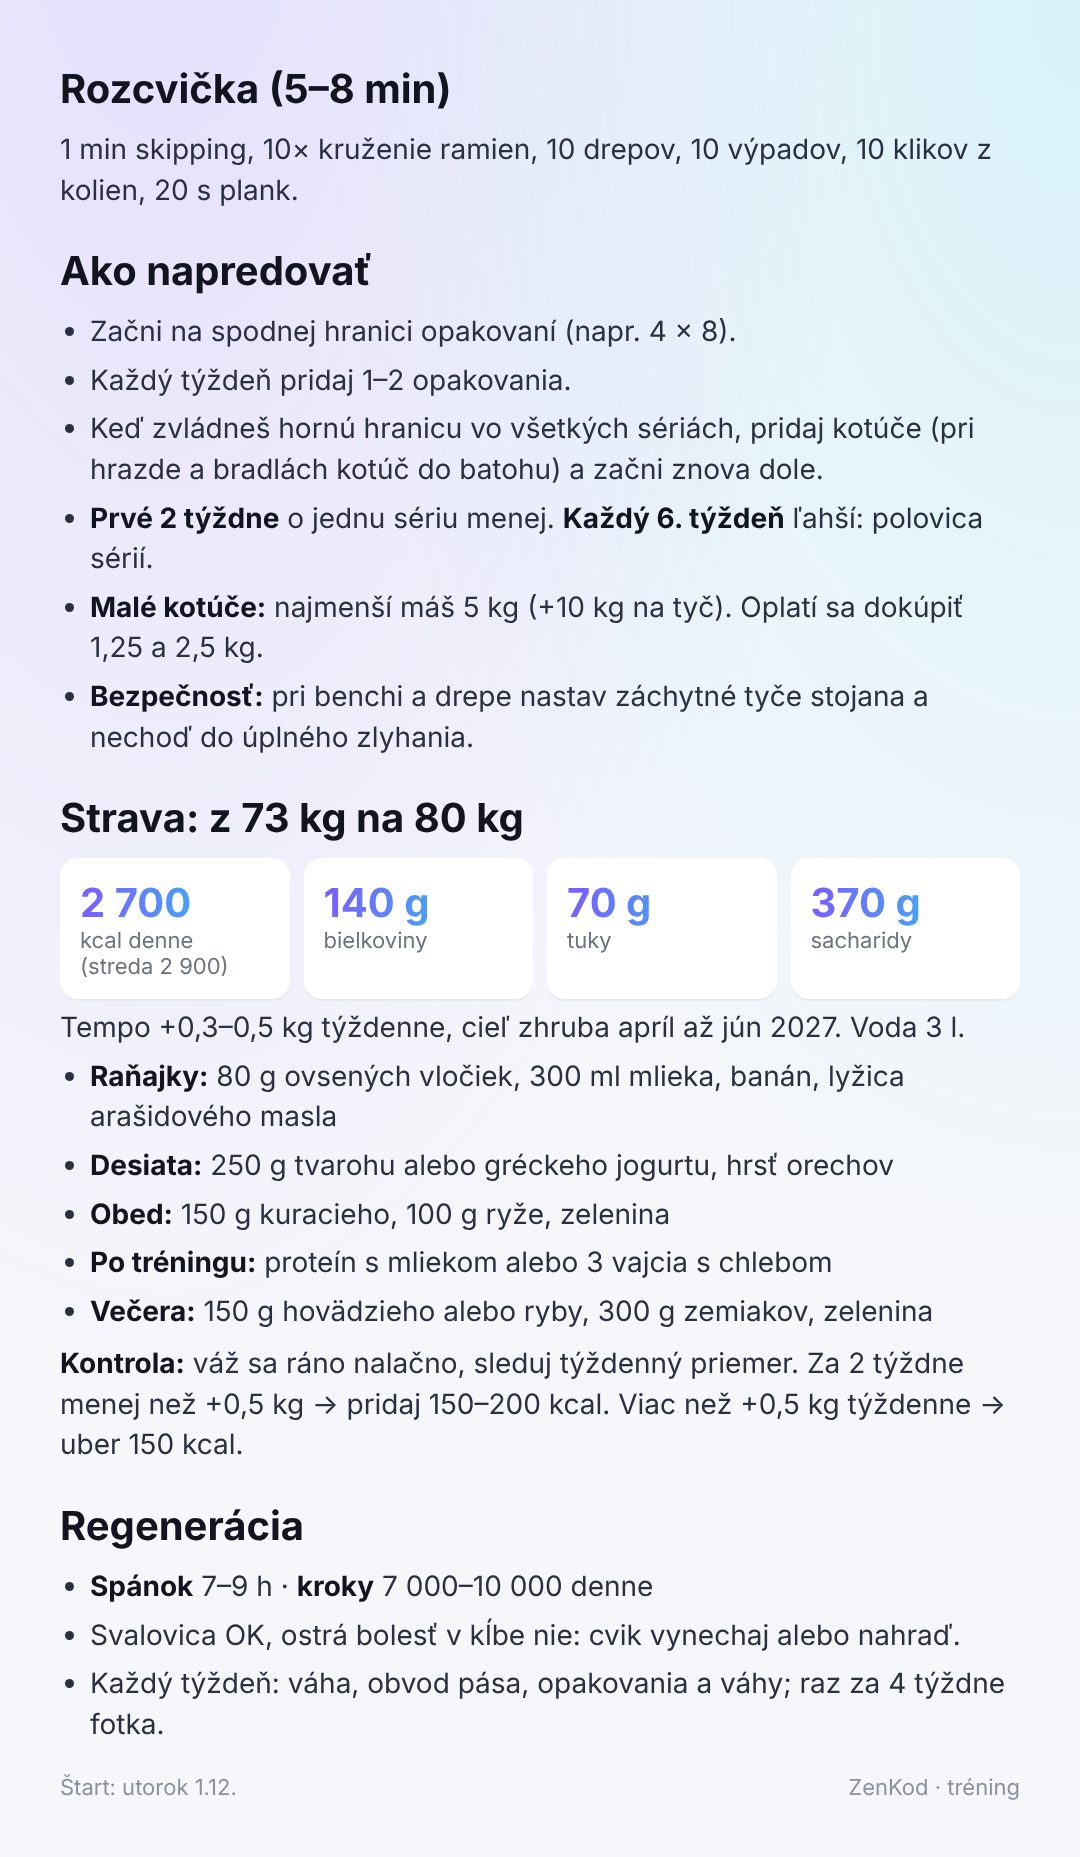 Rozcvička (5–8 min)
1 min skipping, 10× kruženie ramien, 10 drepov, 10 výpadov, 10 klikov z
kolien, 20 s plank.
Ako napredovať
• Začni na spodnej hranici opakovaní (napr. 4 × 8).
• Každý týždeň pridaj 1–2 opakovania.
• Keď zvládneš hornú hranicu vo všetkých sériách, pridaj kotúče (pri
hrazde a bradlách kotúč do batohu) a začni znova dole.
• Prvé 2 týždne o jednu sériu menej. Každý 6. týždeň ľahší: polovica
sérií.
• Malé kotúče: najmenší máš 5 kg (+10 kg na tyč). Oplatí sa dokúpiť
1,25 a 2,5 kg.
• Bezpečnosť: pri benchi a drepe nastav záchytné tyče stojana a
nechoď do úplného zlyhania.
Strava: z 73 kg na 80 kg
2 700
kcal denne
(streda 2 900)
140 g
bielkoviny
70 g
tuky
370 g
sacharidy
Tempo +0,3–0,5 kg týždenne, cieľ zhruba apríl až jún 2027. Voda 3 l.
• Raňajky: 80 g ovsených vločiek, 300 ml mlieka, banán, lyžica
arašidového masla
• Desiata: 250 g tvarohu alebo gréckeho jogurtu, hrsť orechov
• Obed: 150 g kuracieho, 100 g ryže, zelenina
• Po tréningu: proteín s mliekom alebo 3 vajcia s chlebom
• Večera: 150 g hovädzieho alebo ryby, 300 g zemiakov, zelenina
Kontrola: váž sa ráno nalačno, sleduj týždenný priemer. Za 2 týždne
menej než +0,5 kg → pridaj 150–200 kcal. Viac než +0,5 kg týždenne →
uber 150 kcal.
Regenerácia
• Spánok 7–9 h · kroky 7 000–10 000 denne
• Svalovica OK, ostrá bolesť v kĺbe nie: cvik vynechaj alebo nahraď.
• Každý týždeň: váha, obvod pása, opakovania a váhy; raz za 4 týždne
fotka.
Štart: utorok 1.12.
ZenKod · tréning